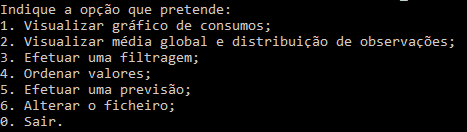 Indique a opção que pretende:
1. Visualizar gráfico de consumos;
2. Visualizar média global e distribuição de observações;
3. Efetuar uma filtragem;
4. Ordenar valores;
5. Efetuar uma previsão;
6. Alterar o ficheiro;
0. Sair.